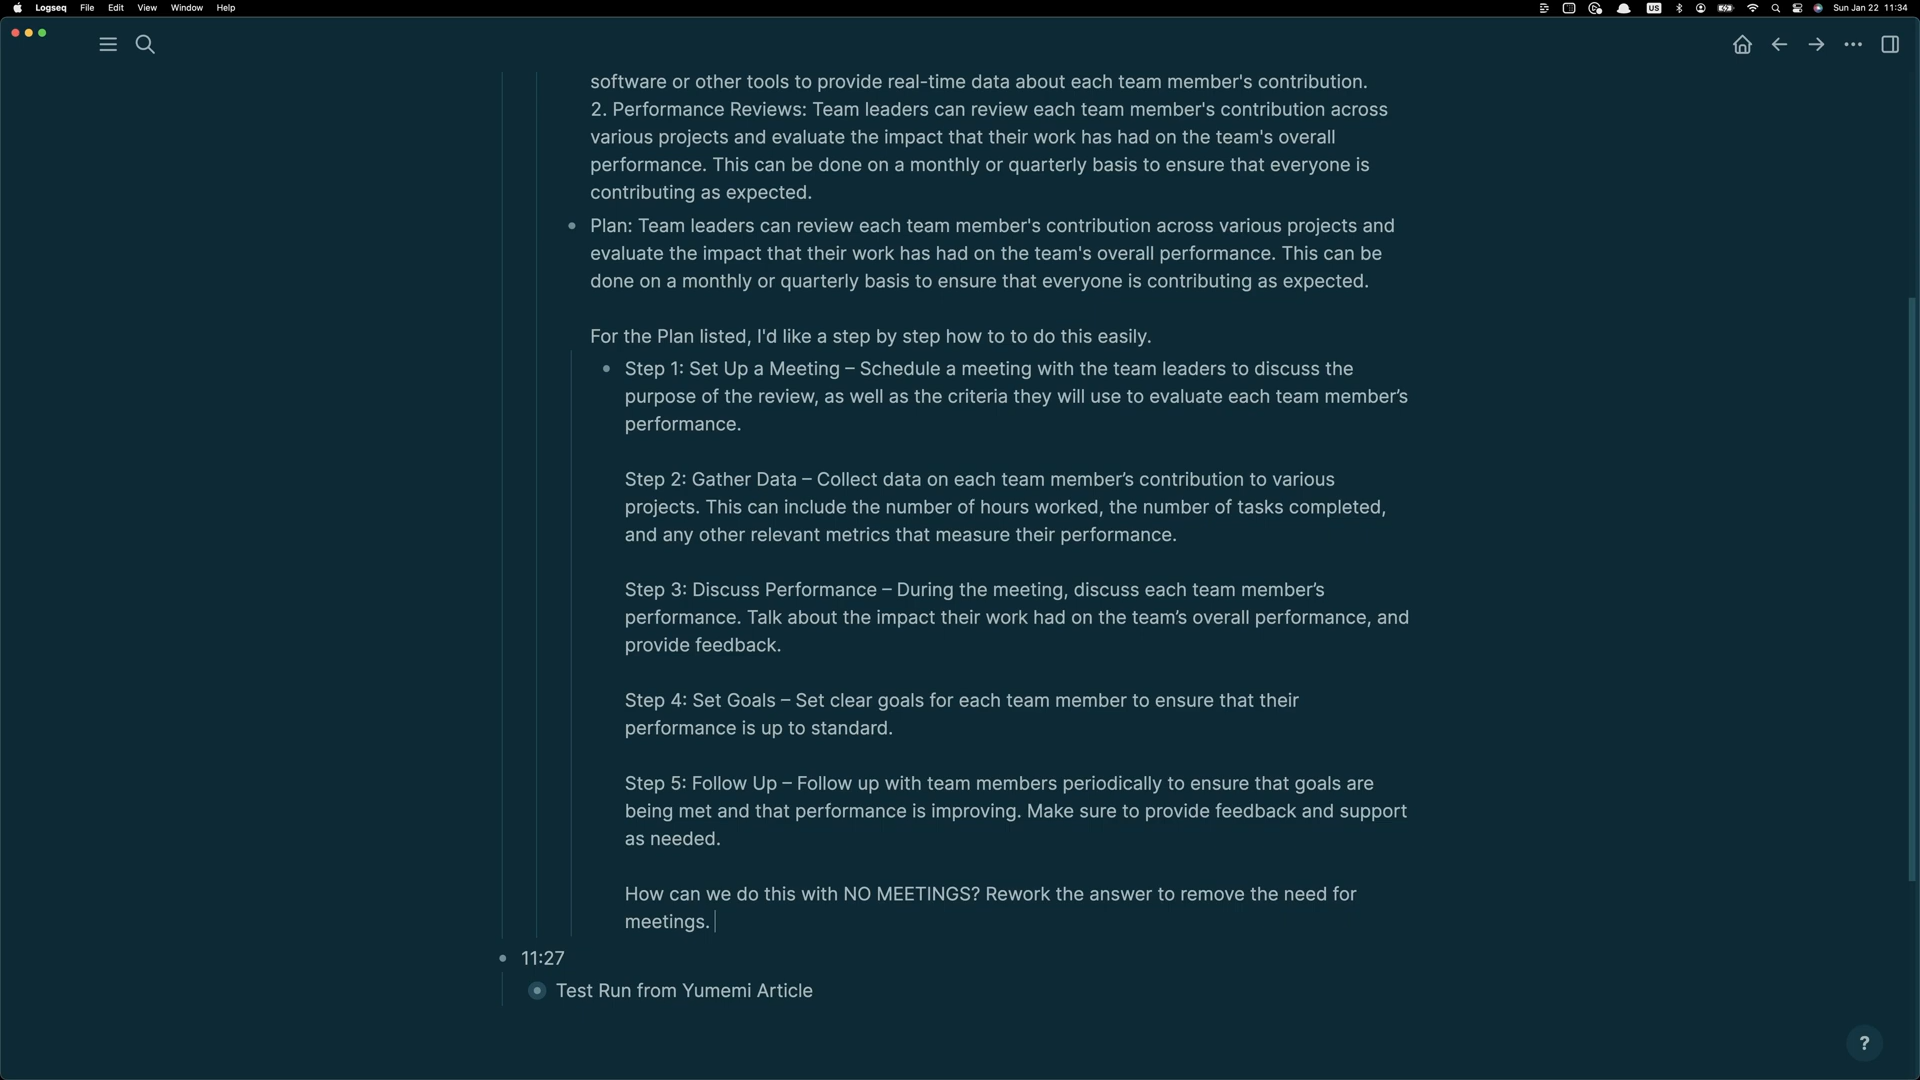 Logseq File Edit View Window Help
US
Sun Jan 22 11:34
software or other tools to provide real-time data about each team member's contribution.
2. Performance Reviews: Team leaders can review each team member's contribution across
various projects and evaluate the impact that their work has had on the team's overall
performance. This can be done on a monthly or quarterly basis to ensure that everyone is
contributing as expected.
Plan: Team leaders can review each team member's contribution across various projects and
evaluate the impact that their work has had on the team's overall performance. This can be
done on a monthly or quarterly basis to ensure that everyone is contributing as expected.
For the Plan listed, I'd like a step by step how to to do this easily.
Step 1: Set Up a Meeting – Schedule a meeting with the team leaders to discuss the
purpose of the review, as well as the criteria they will use to evaluate each team member’s
performance.
Step 2: Gather Data – Collect data on each team member’s contribution to various
projects. This can include the number of hours worked, the number of tasks completed,
and any other relevant metrics that measure their performance.
Step 3: Discuss Performance – During the meeting, discuss each team member’s
performance. Talk about the impact their work had on the team’s overall performance, and
provide feedback.
Step 4: Set Goals – Set clear goals for each team member to ensure that their
performance is up to standard.
Step 5: Follow Up – Follow up with team members periodically to ensure that goals are
being met and that performance is improving. Make sure to provide feedback and support
as needed.
How can we do this with NO MEETINGS? Rework the answer to remove the need for
meetings.
11:27
Test Run from Yumemi Article
?